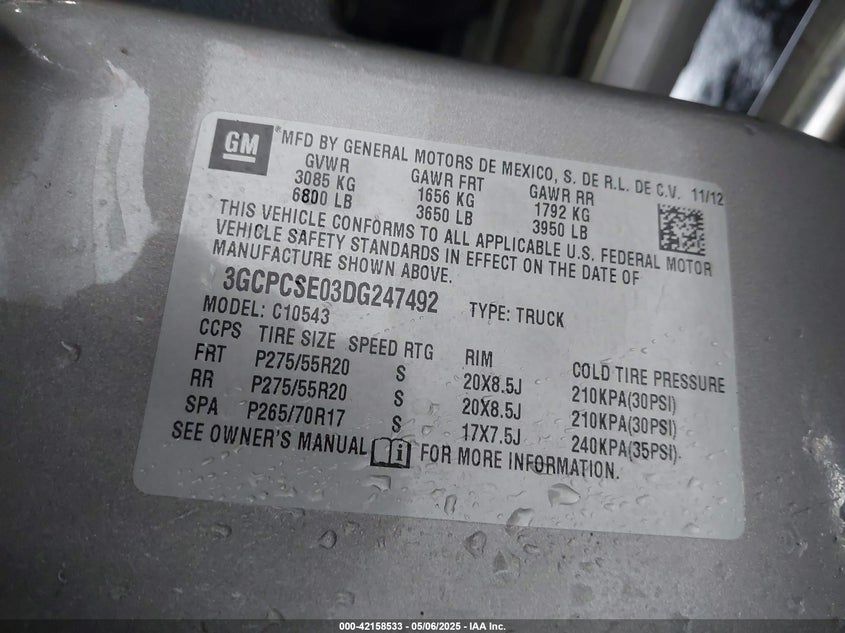 GM
*MFD BY GENERAL MOTORS DE MEXICO, S. DE R.L. DE C.V. 11/12
GVWR GAWR FRT GAWR RR
3085 KG 1656 KG 1792 KG
6800 LB 3650 LB 3950 LB
THIS VEHICLE CONFORMS TO ALL APPLICABLE U.S. FEDERAL MOTOR
VEHICLE SAFETY STANDARDS IN EFFECT ON THE DATE OF
MANUFACTURE SHOWN ABOVE.
3GCPCSE03DG247492 TYPE: TRUCK
MODEL: C10543
CCPS TIRE SIZE SPEED RTG RIM COLD TIRE PRESSURE
FRT P275/55R20 S 20X8.5J 210KPA(30PSI)
RR P275/55R20 S 20X8.5J 210KPA(30PSI)
SPA P265/70R17 S 17X7.5J 240KPA(35PSI)
SEE OWNER'S MANUAL FOR MORE INFORMATION.
000-42158533 - 05/06/2025 - IAA Inc.